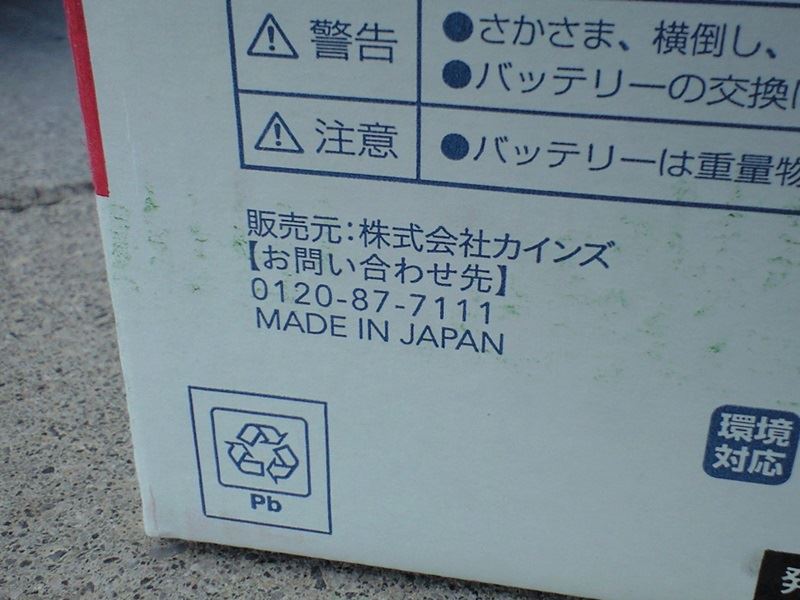 警告
●さかさま、横倒し、
●バッテリーの交換
注意
●バッテリーは重量物
販売元：株式会社カインズ
【お問い合わせ先】
0120-87-7111
MADE IN JAPAN
Pb
環境
対応